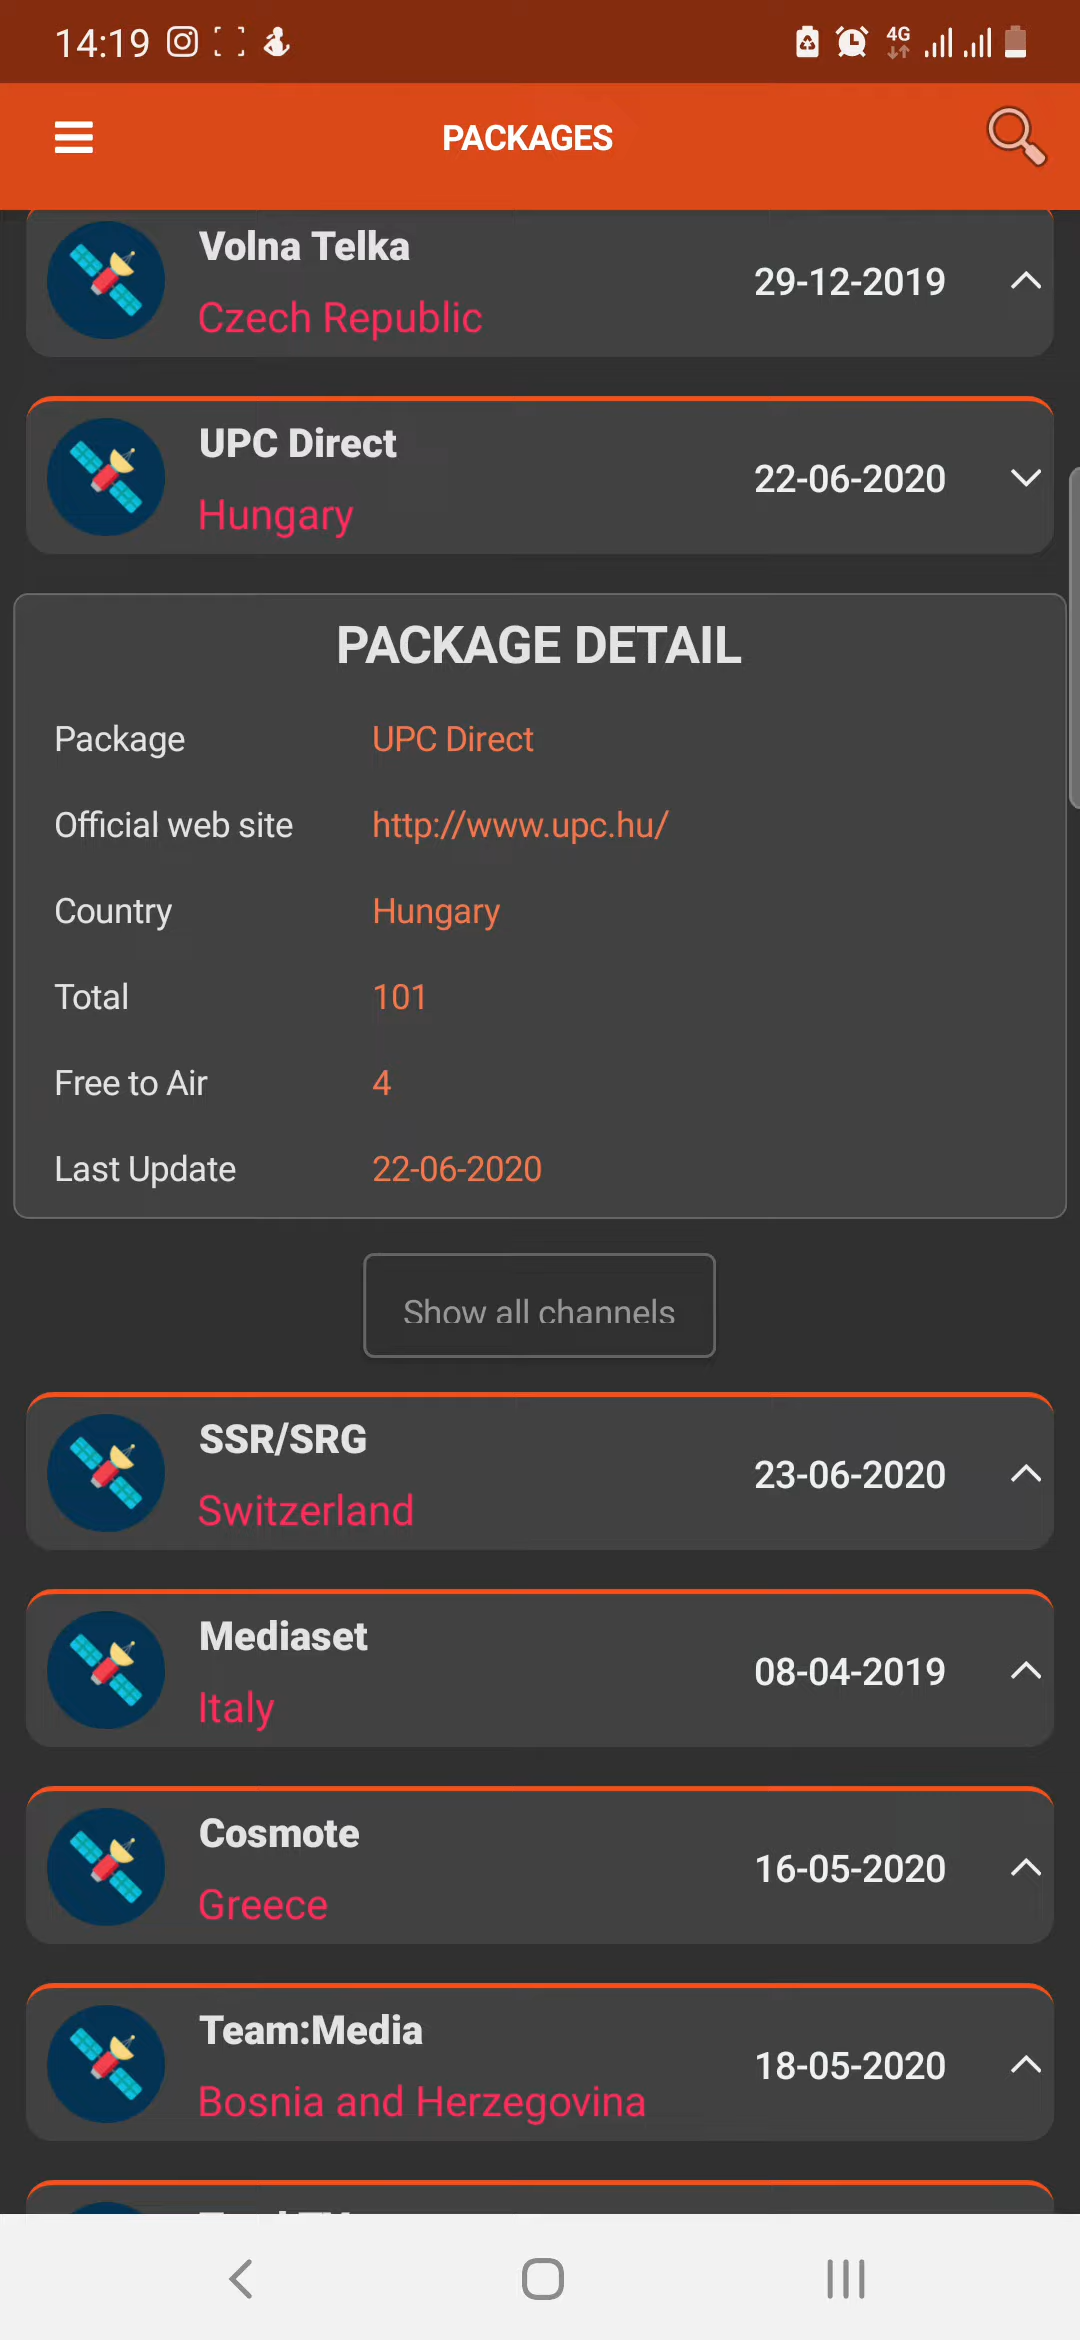 14:19
4G
PACKAGES
Volna Telka
29-12-2019
Czech Republic
UPC Direct
22-06-2020
Hungary
PACKAGE DETAIL
Package UPC Direct
Official web site http://www.upc.hu/
Country Hungary
Total 101
Free to Air 4
Last Update 22-06-2020
Show all channels
SSR/SRG
23-06-2020
Switzerland
Mediaset
08-04-2019
Italy
Cosmote
16-05-2020
Greece
Team:Media
18-05-2020
Bosnia and Herzegovina